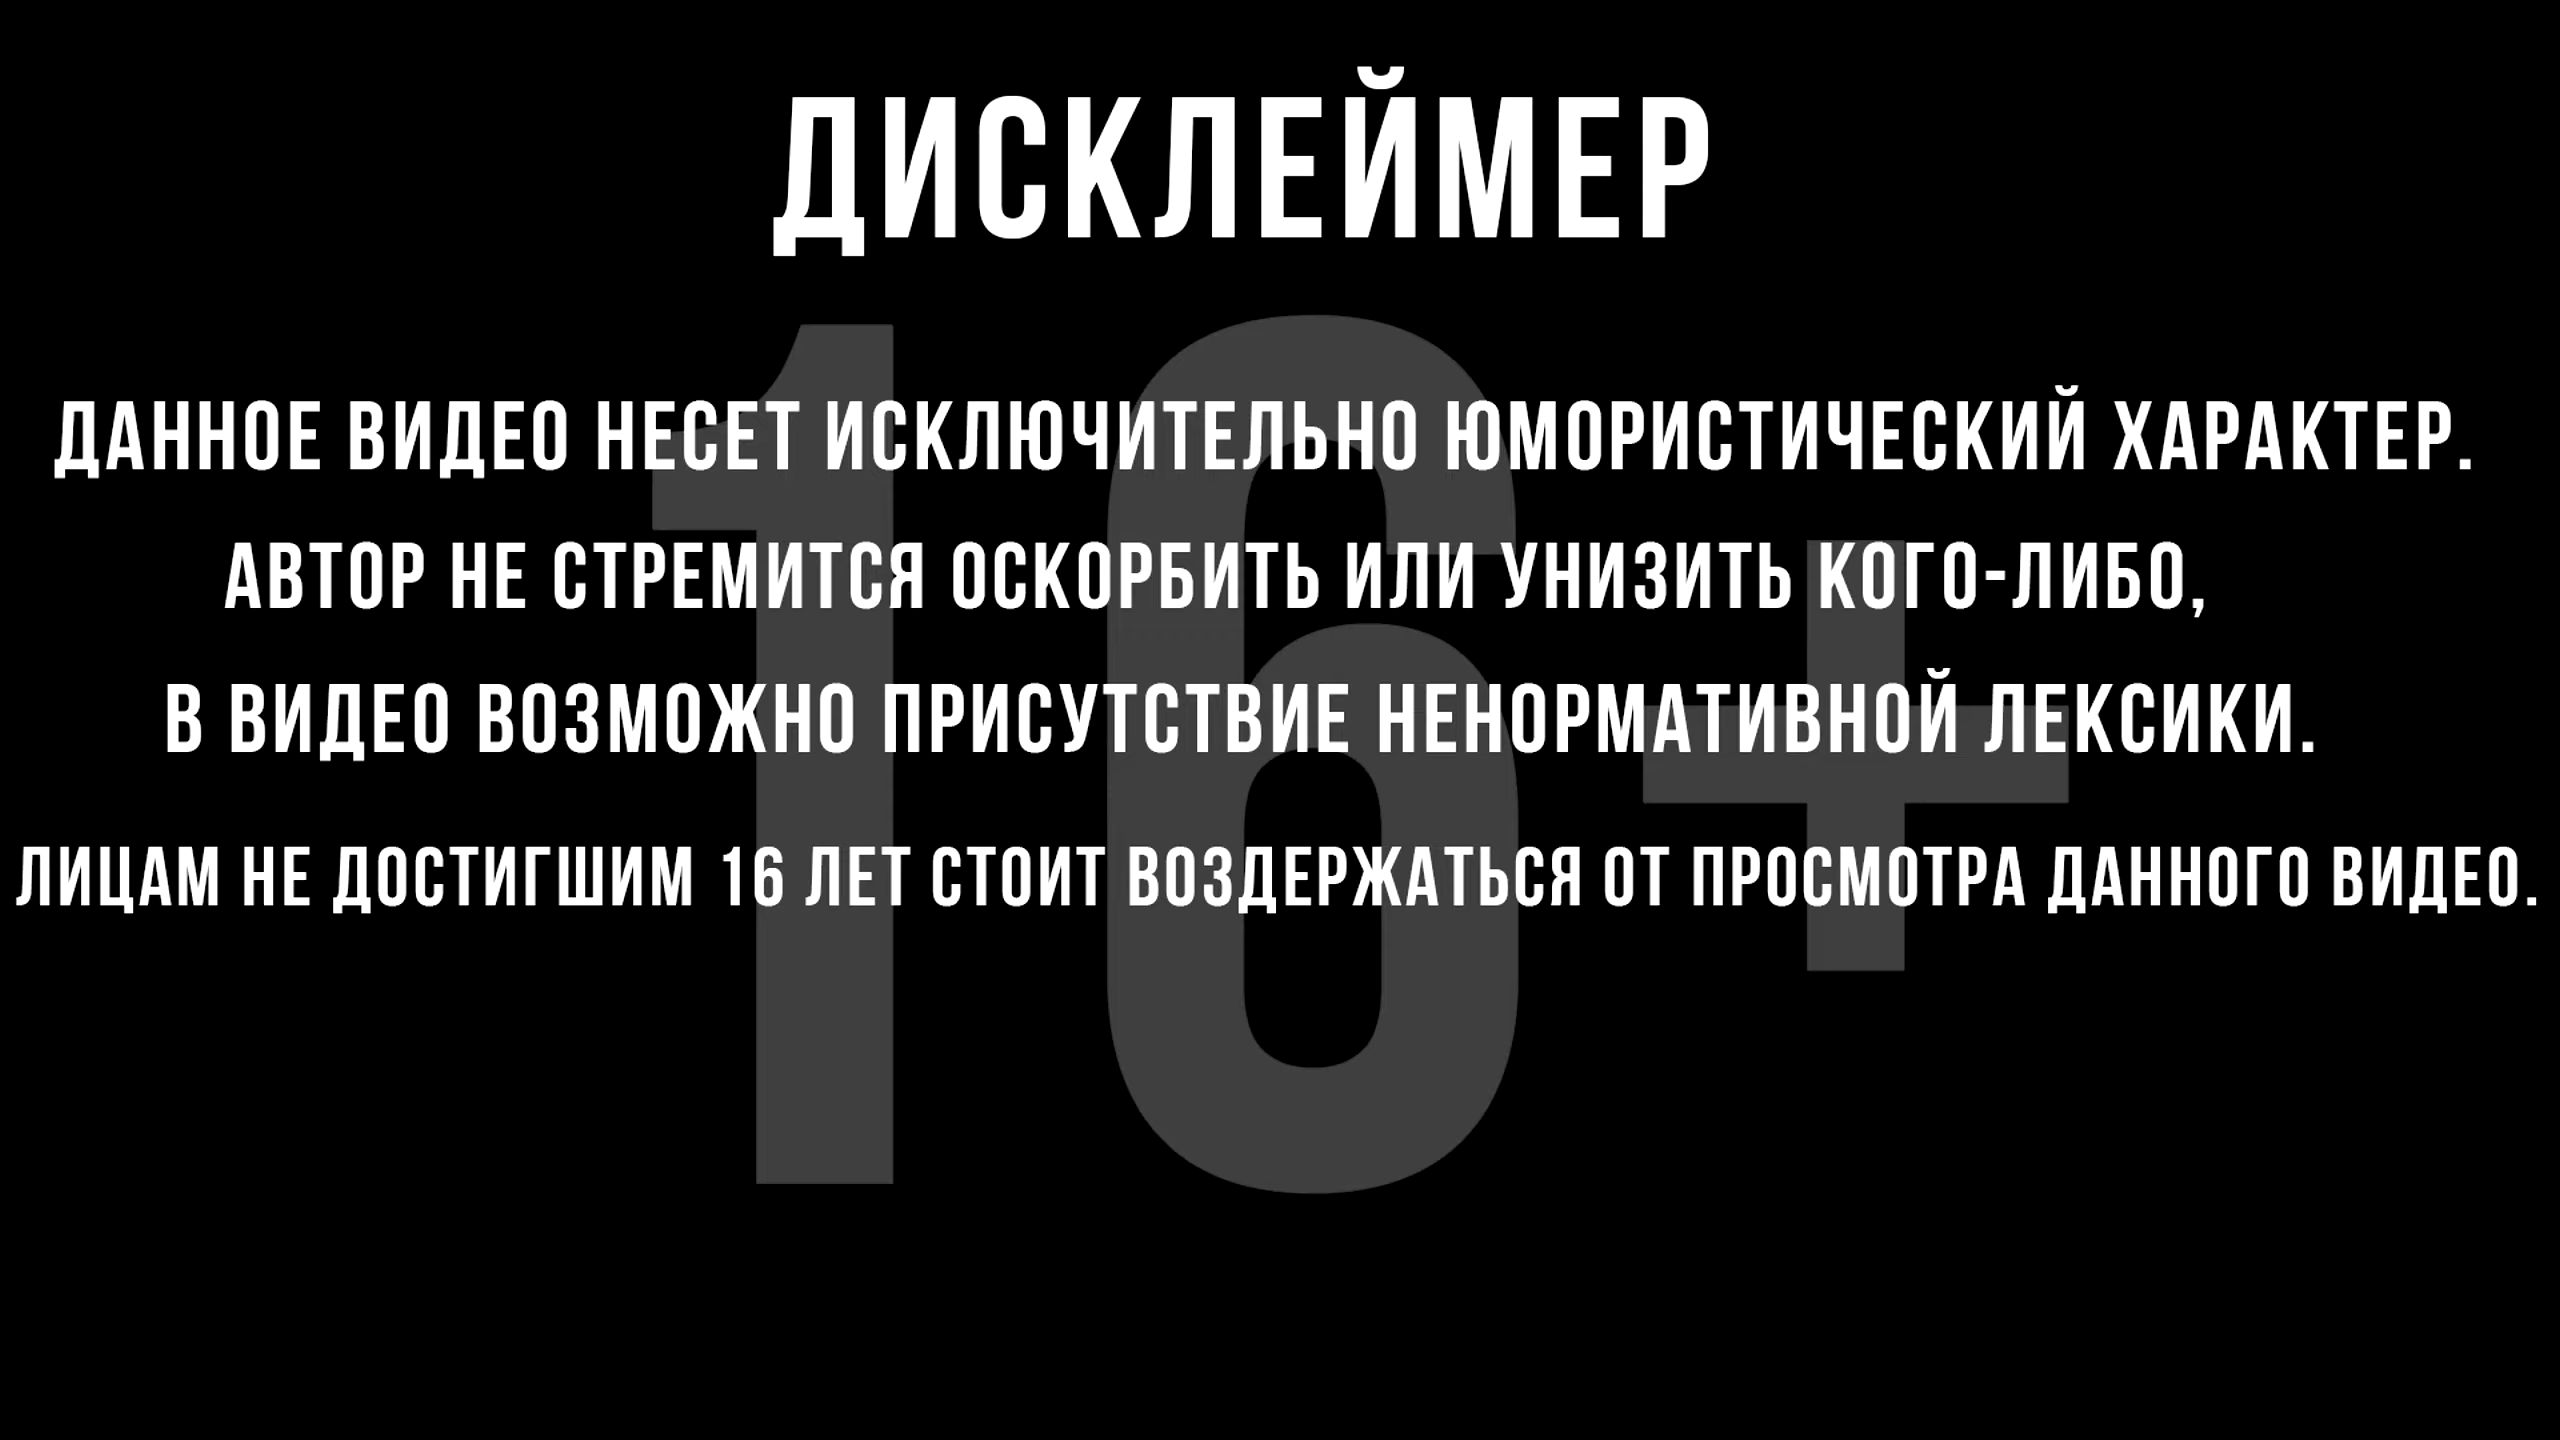 ДИСКЛЕЙМЕР
ДАННОЕ ВИДЕО НЕСЕТ ИСКЛЮЧИТЕЛЬНО ЮМОРИСТИЧЕСКИЙ ХАРАКТЕР.
АВТОР НЕ СТРЕМИТСЯ ОСКОРБИТЬ ИЛИ УНИЗИТЬ КОГО-ЛИБО,
В ВИДЕО ВОЗМОЖНО ПРИСУТСТВИЕ НЕНОРМАТИВНОЙ ЛЕКСИКИ.
ЛИЦАМ НЕ ДОСТИГШИМ 16 ЛЕТ СТОИТ ВОЗДЕРЖАТЬСЯ ОТ ПРОСМОТРА ДАННОГО ВИДЕО.
16+